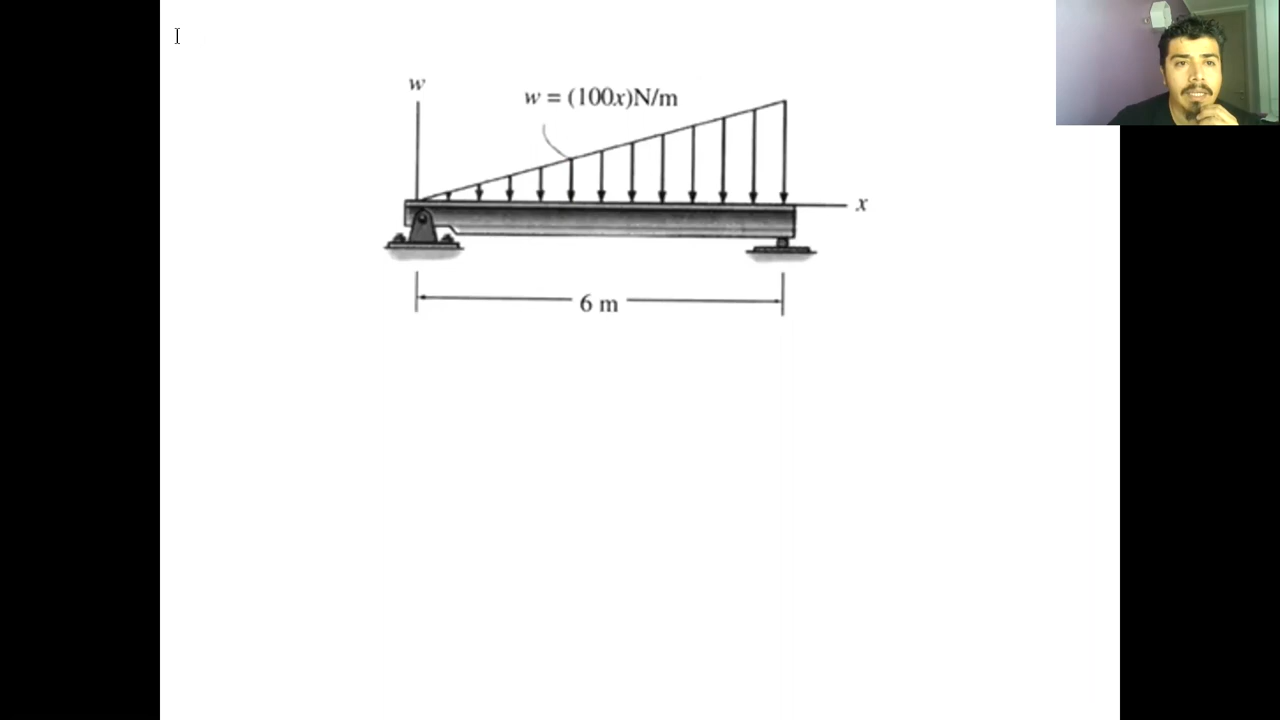 w
w = (100x)N/m
x
6 m